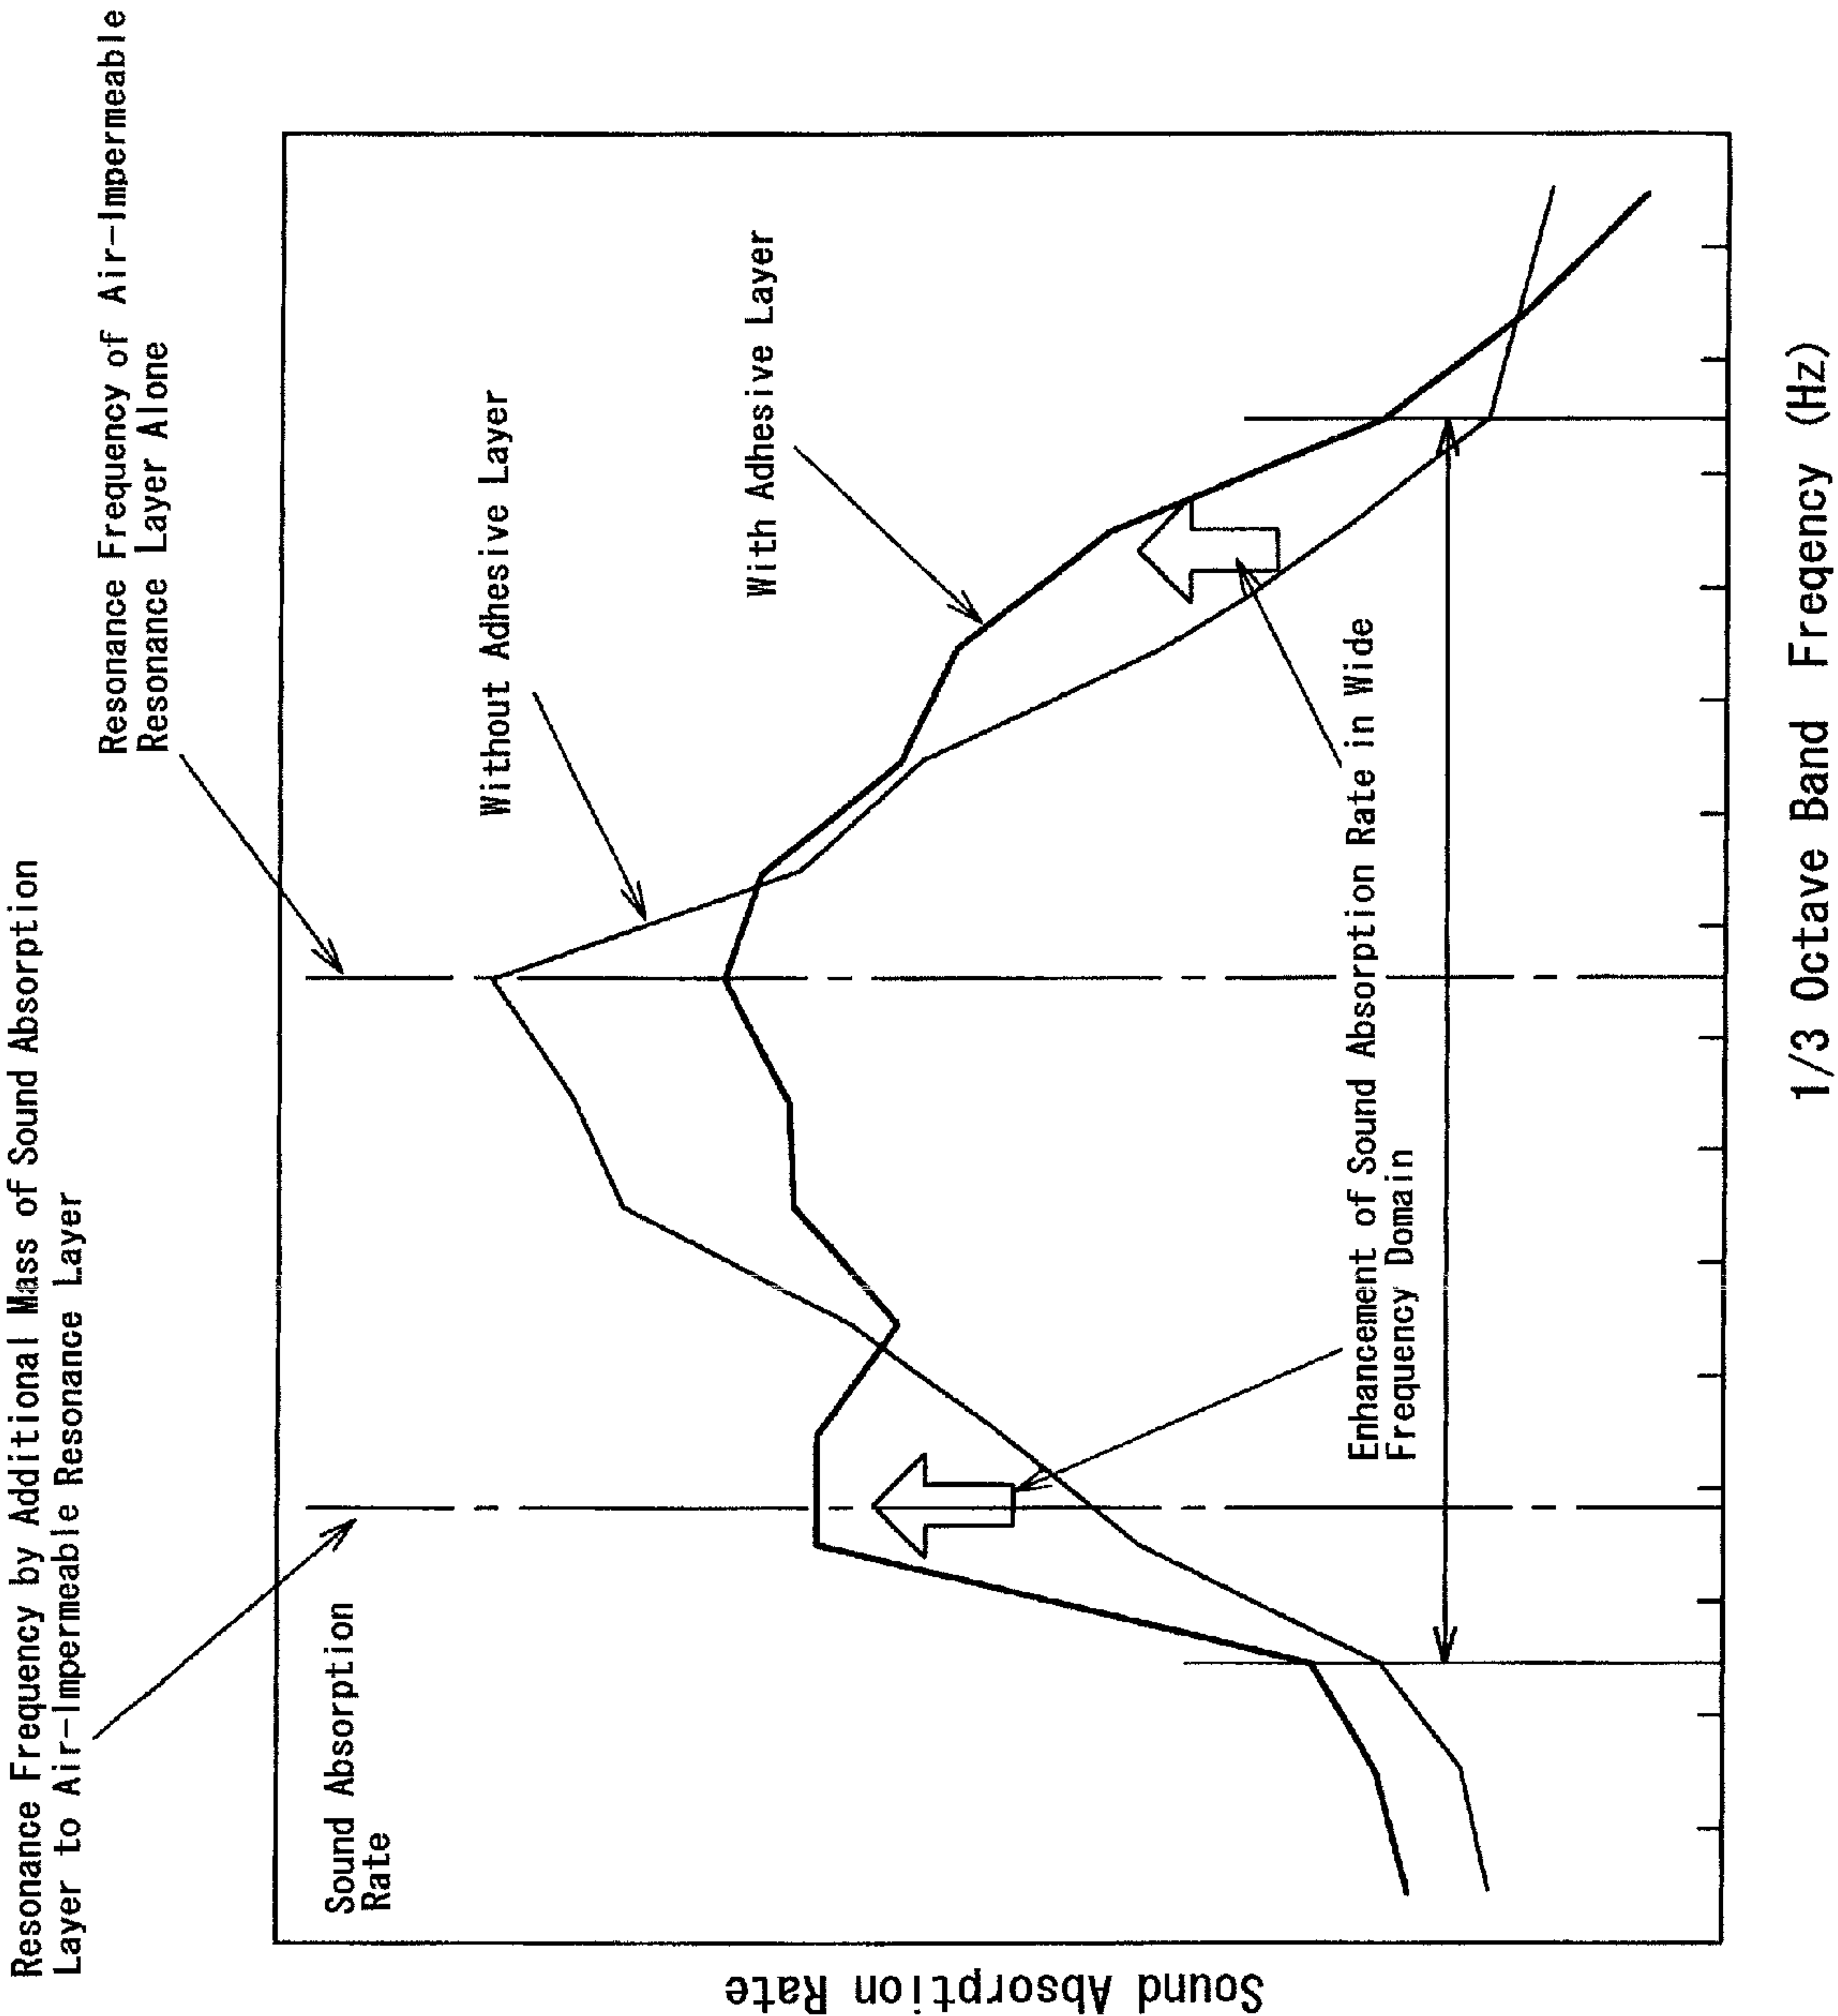 Resonance Frequency by Additional Mass of Sound Absorption
Layer to Air-Impermeable Resonance Layer
Resonance Frequency of Air-Impermeable
Resonance Layer Alone
Sound Absorption
Rate
Without Adhesive Layer
With Adhesive Layer
Enhancement of Sound Absorption Rate in Wide
Frequency Domain
Sound Absorption Rate
1/3 Octave Band Freqency (Hz)